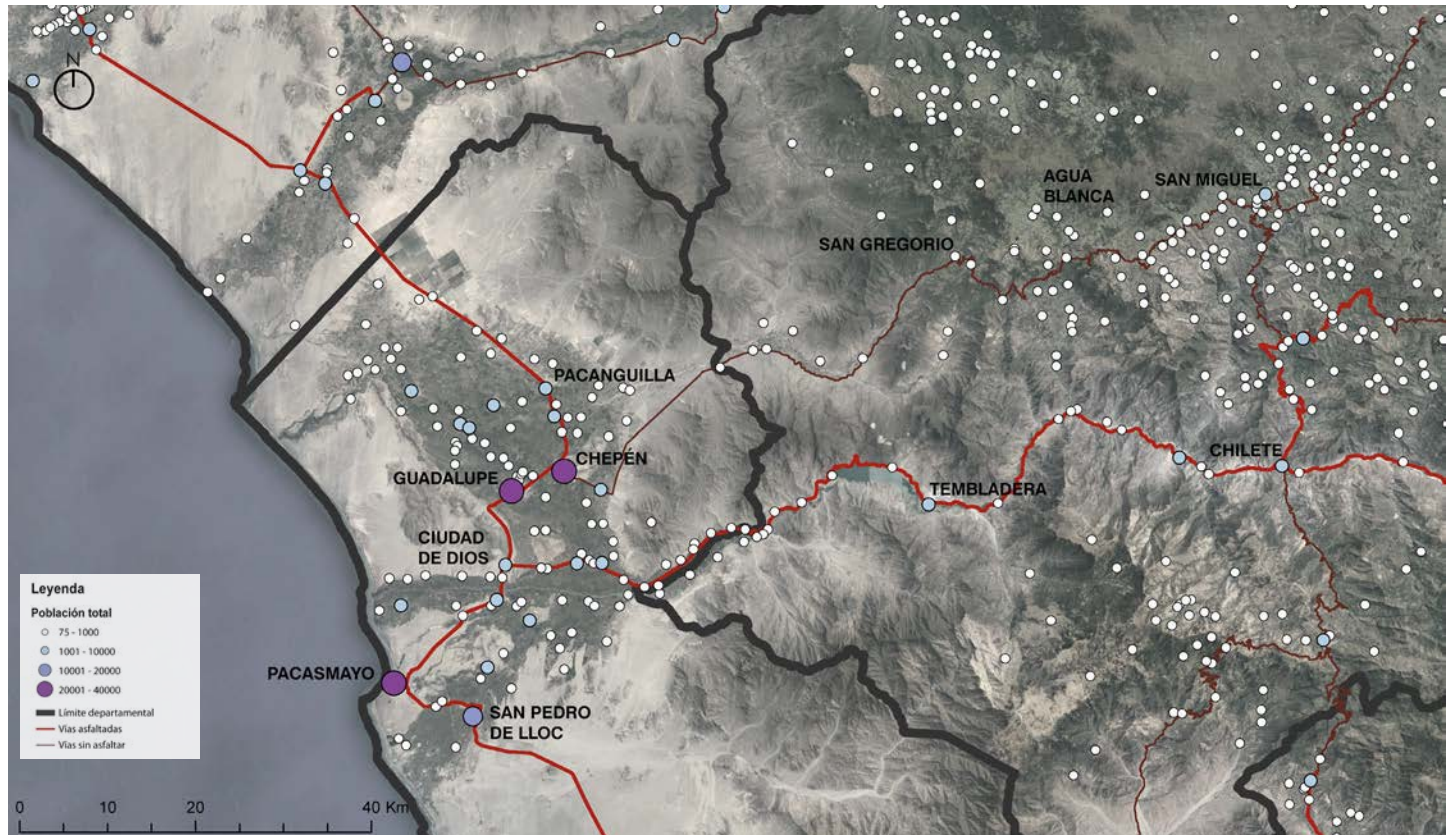 N
AGUA
BLANCA
SAN MIGUEL
SAN GREGORIO
PACANGUILLA
CHEPÉN
GUADALUPE
CHILETE
TEMBLADERA
CIUDAD
DE DIOS
PACASMAYO
SAN PEDRO
DE LLOC
Leyenda
Población total
75 - 1000
1001 - 10000
10001 - 20000
20001 - 40000
Límite departamental
Vías asfaltadas
Vías sin asfaltar
0 10 20 40 Km